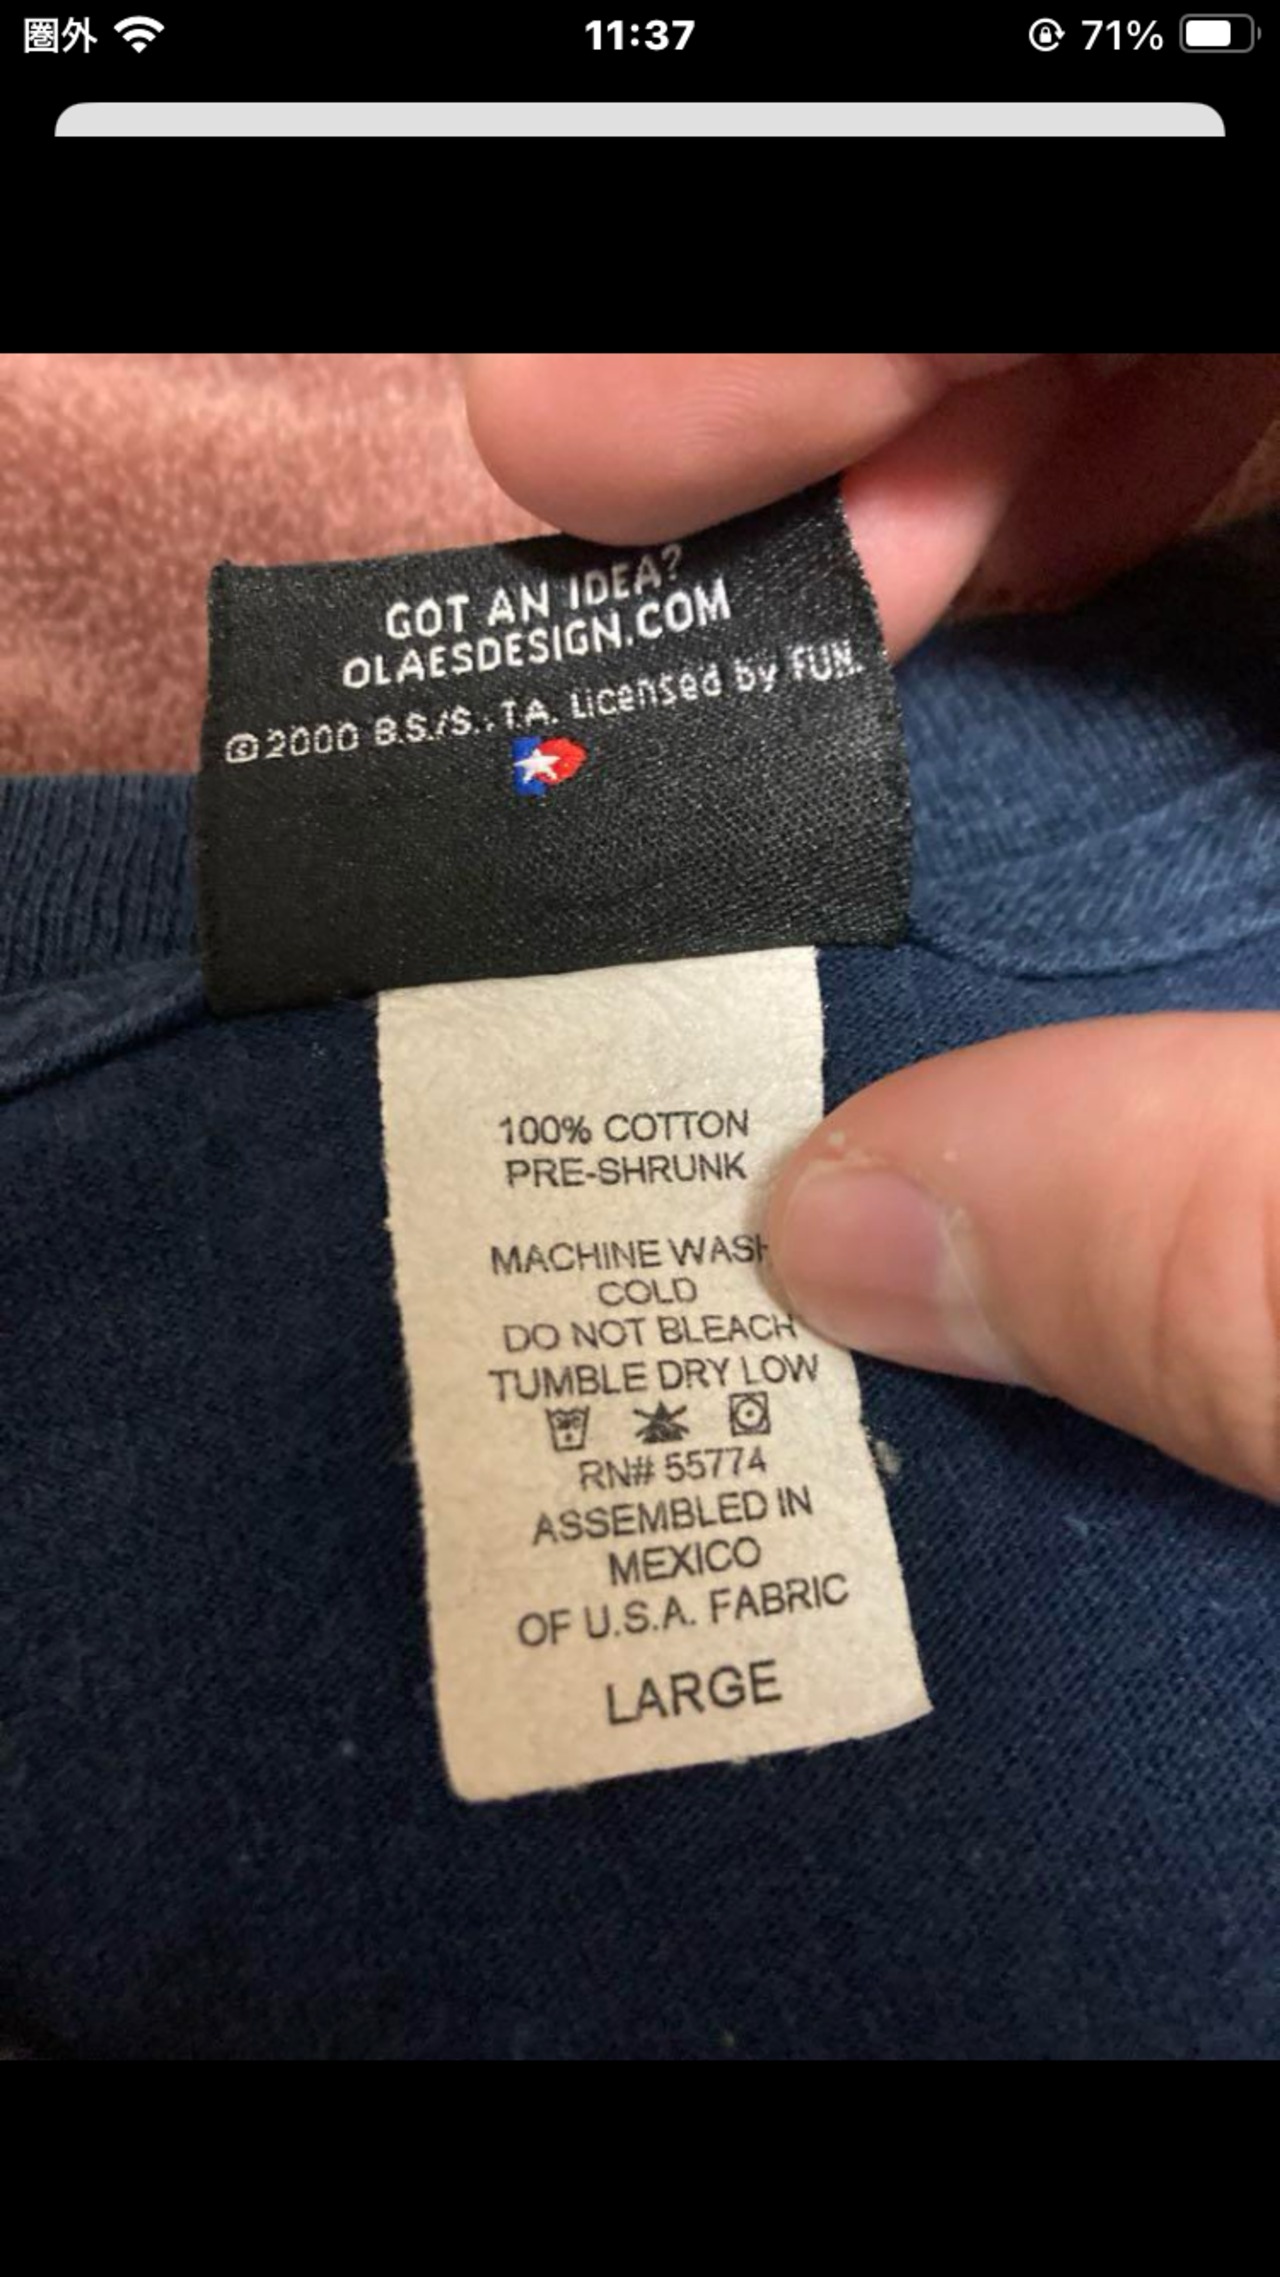 圏外
11:37
71%
GOT AN IDEA?
OLAESDESIGN.COM
©2000 B.S./S..T.A. Licensed by FUN.
100% COTTON
PRE-SHRUNK
MACHINE WASH
COLD
DO NOT BLEACH
TUMBLE DRY LOW
RN# 55774
ASSEMBLED IN
MEXICO
OF U.S.A. FABRIC
LARGE